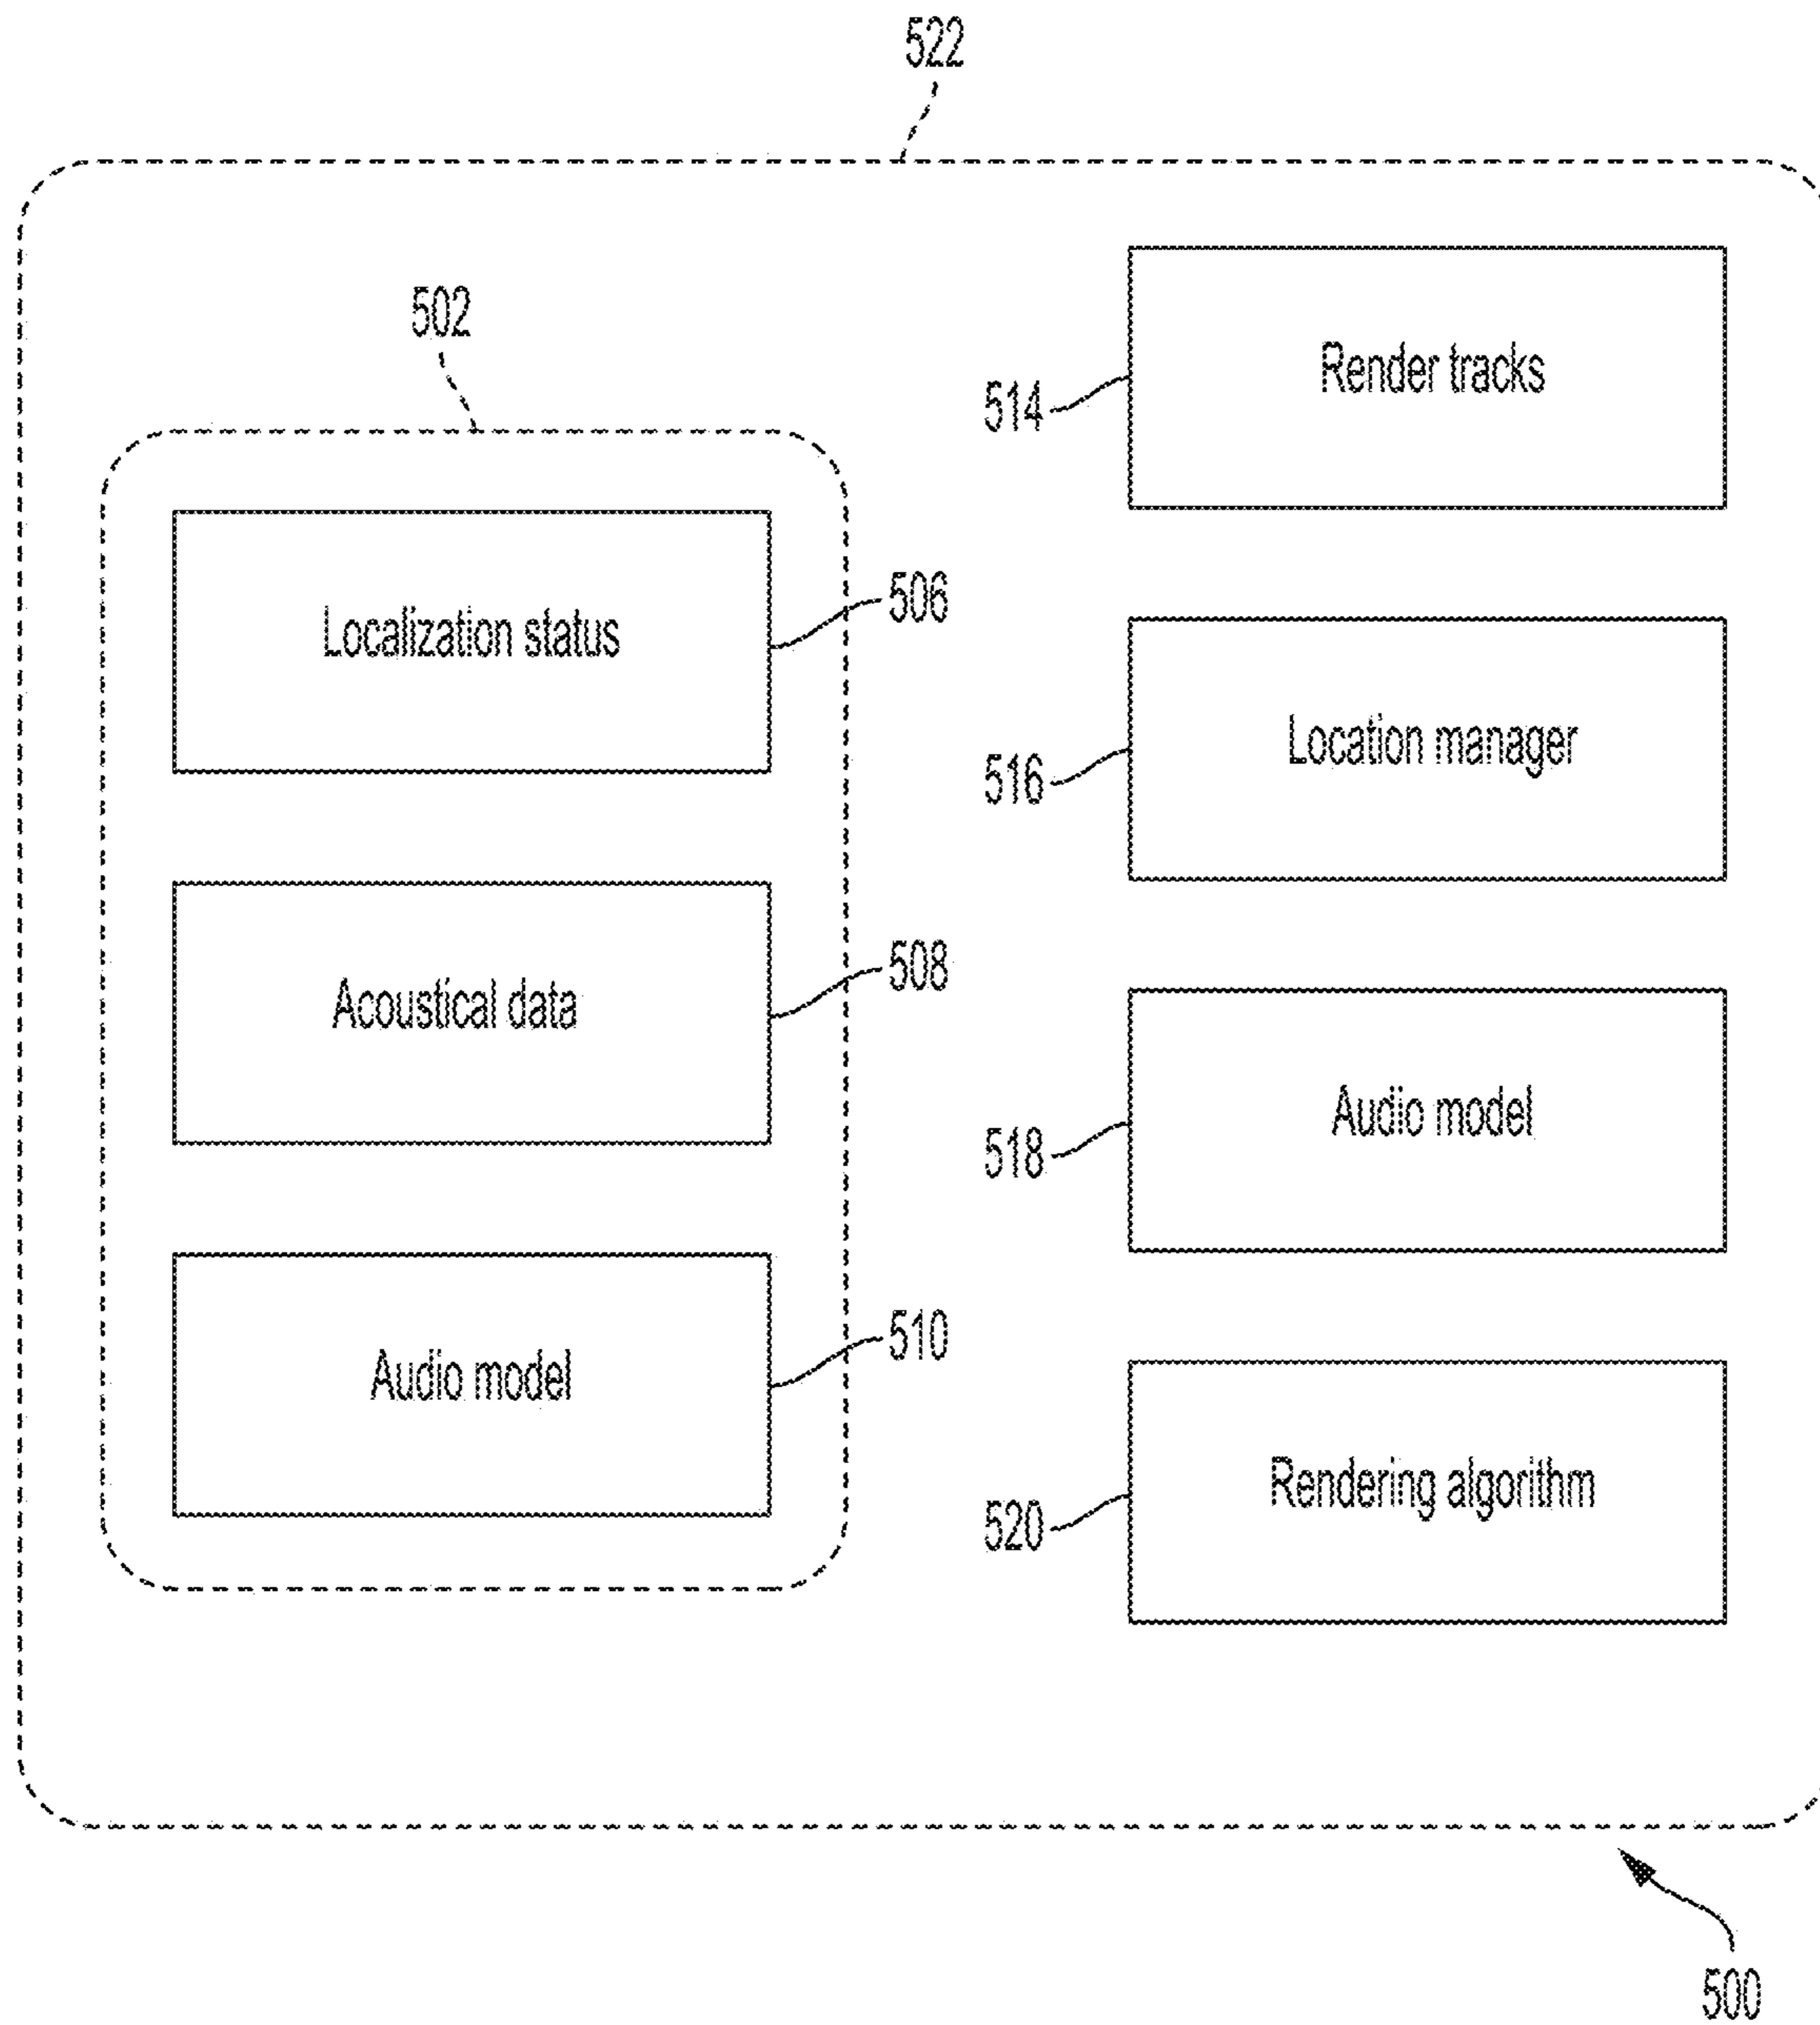 522
502
Render tracks
514
Localization status
506
Location manager
516
Acoustical data
508
Audio model
518
Audio model
510
Rendering algorithm
520
500